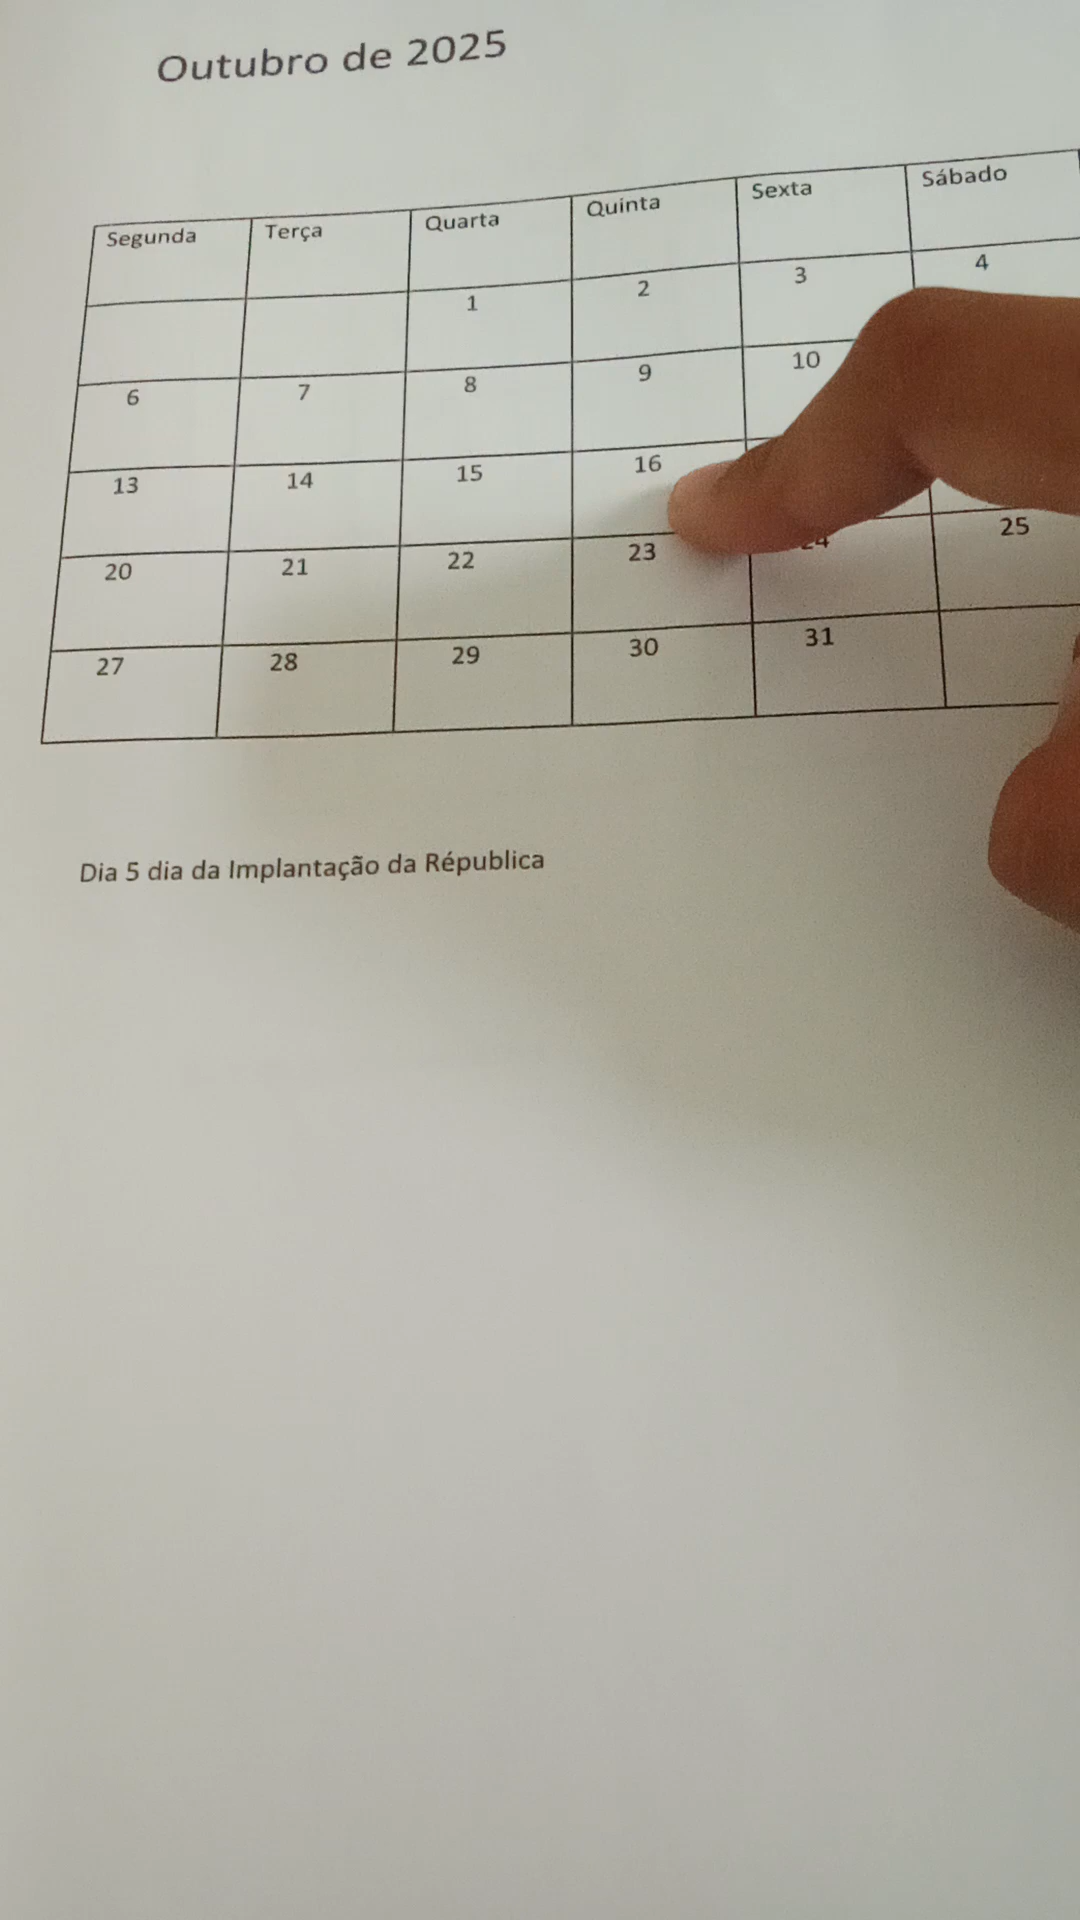 Outubro de 2025
Segunda Terça Quarta Quinta Sexta Sábado
1 2 3 4
6 7 8 9 10
13 14 15 16
20 21 22 23 24 25
27 28 29 30 31
Dia 5 dia da Implantação da Républica